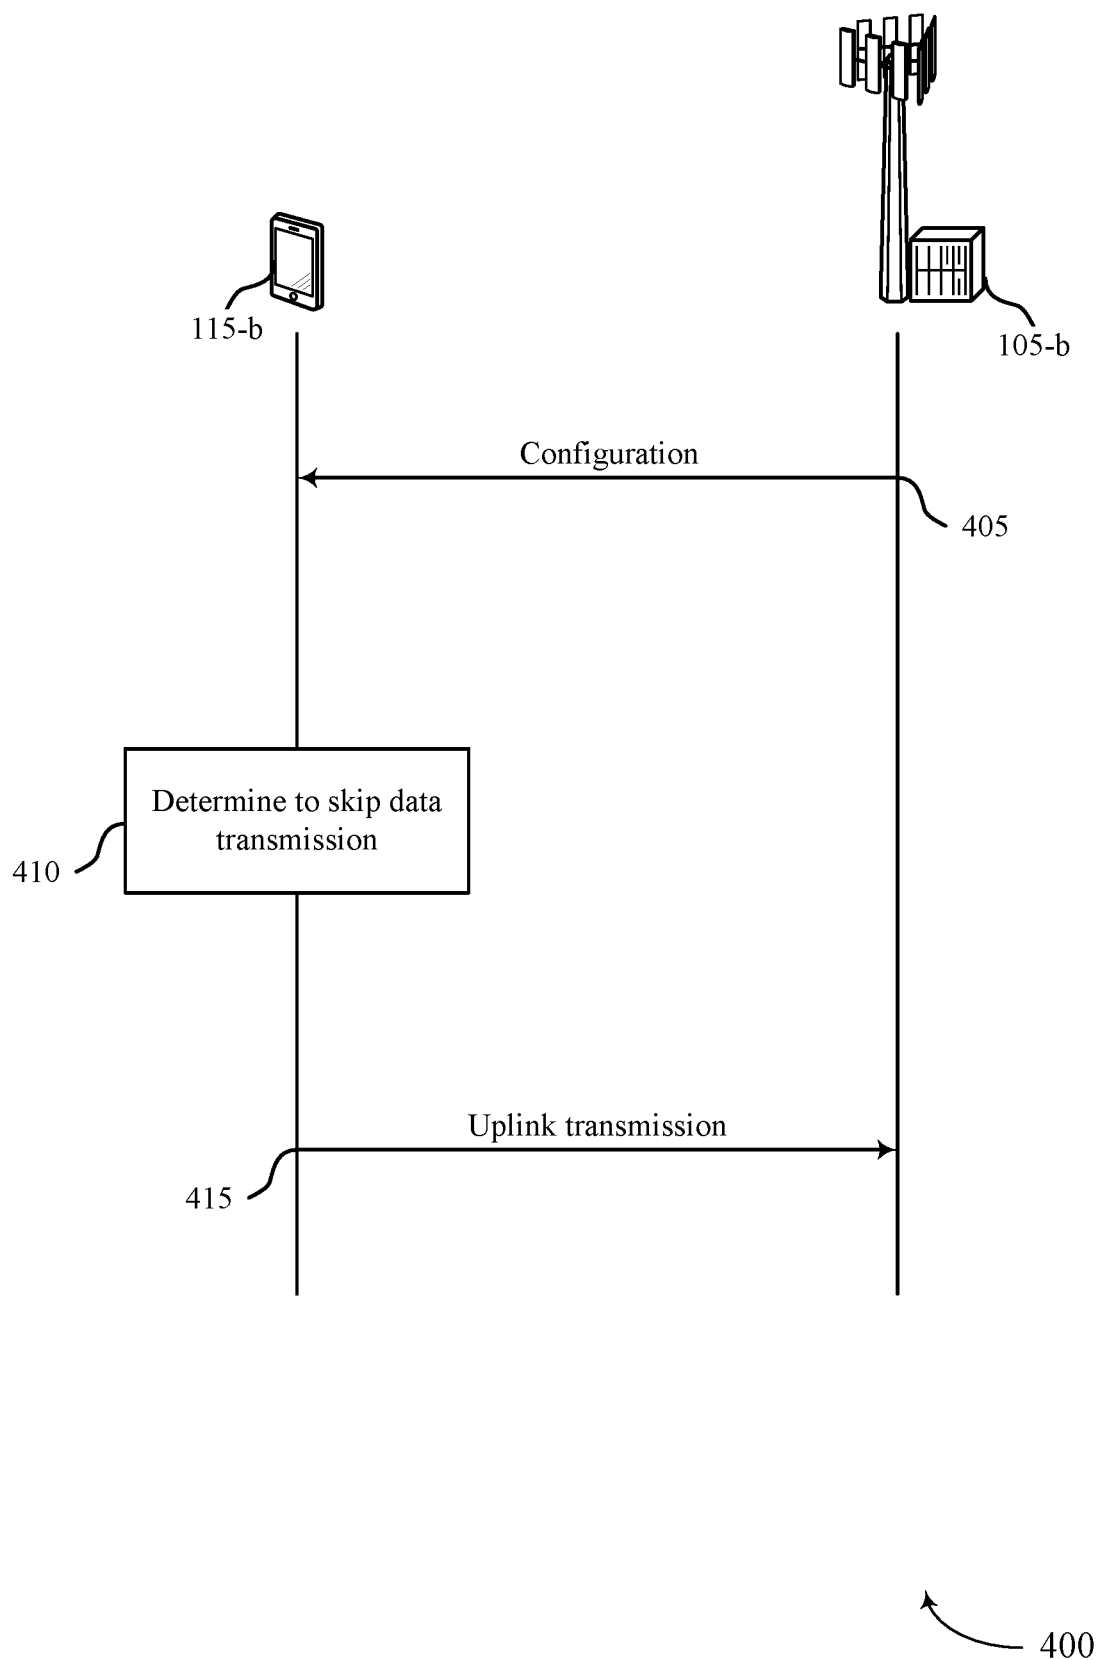 115-b
105-b
Configuration
405
Determine to skip data
transmission
410
Uplink transmission
415
400